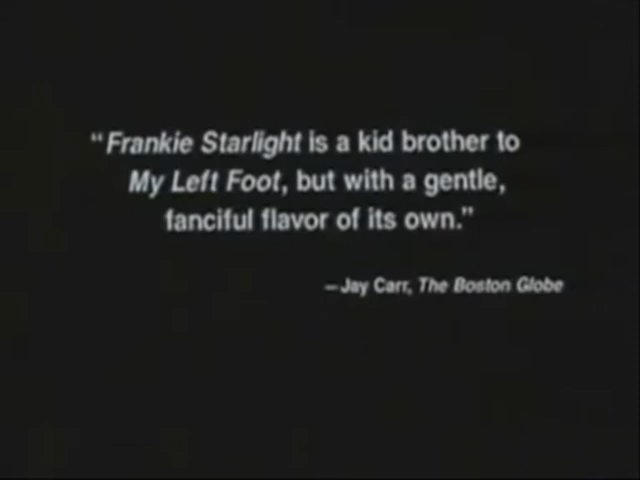 “Frankie Starlight is a kid brother to
My Left Foot, but with a gentle,
fanciful flavor of its own.”
–Jay Carr, The Boston Globe